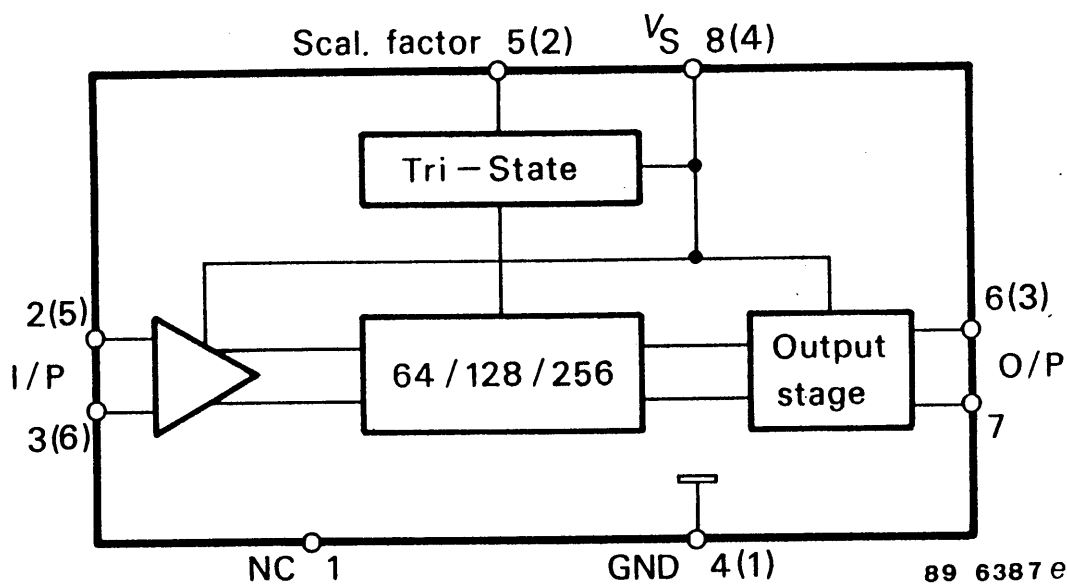 Scal. factor 5(2)
VS 8(4)
Tri – State
2(5)
I/P
3(6)
64 / 128 / 256
Output
stage
6(3)
O/P
7
NC 1
GND 4(1)
89 6387 e